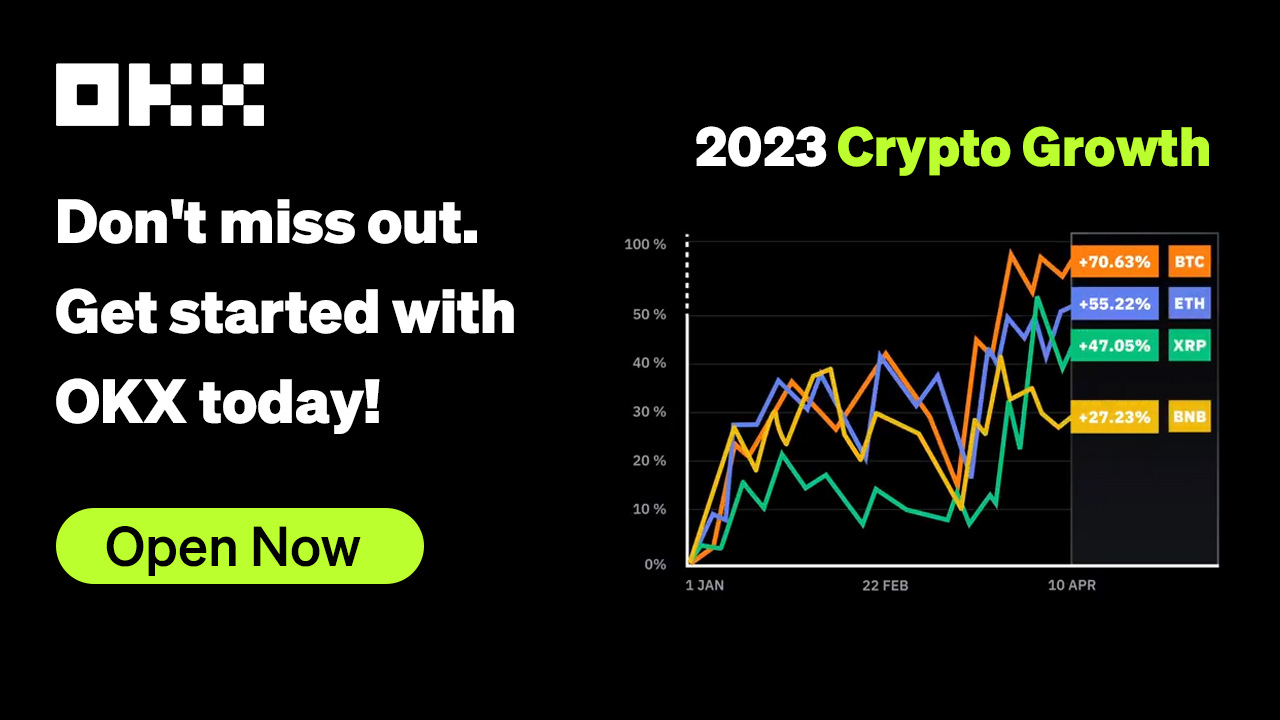 OKX
Don't miss out.
Get started with
OKX today!
Open Now
2023 Crypto Growth
100 %
50 %
40 %
30 %
20 %
10 %
0%
1 JAN
22 FEB
10 APR
+70.63% BTC
+55.22% ETH
+47.05% XRP
+27.23% BNB